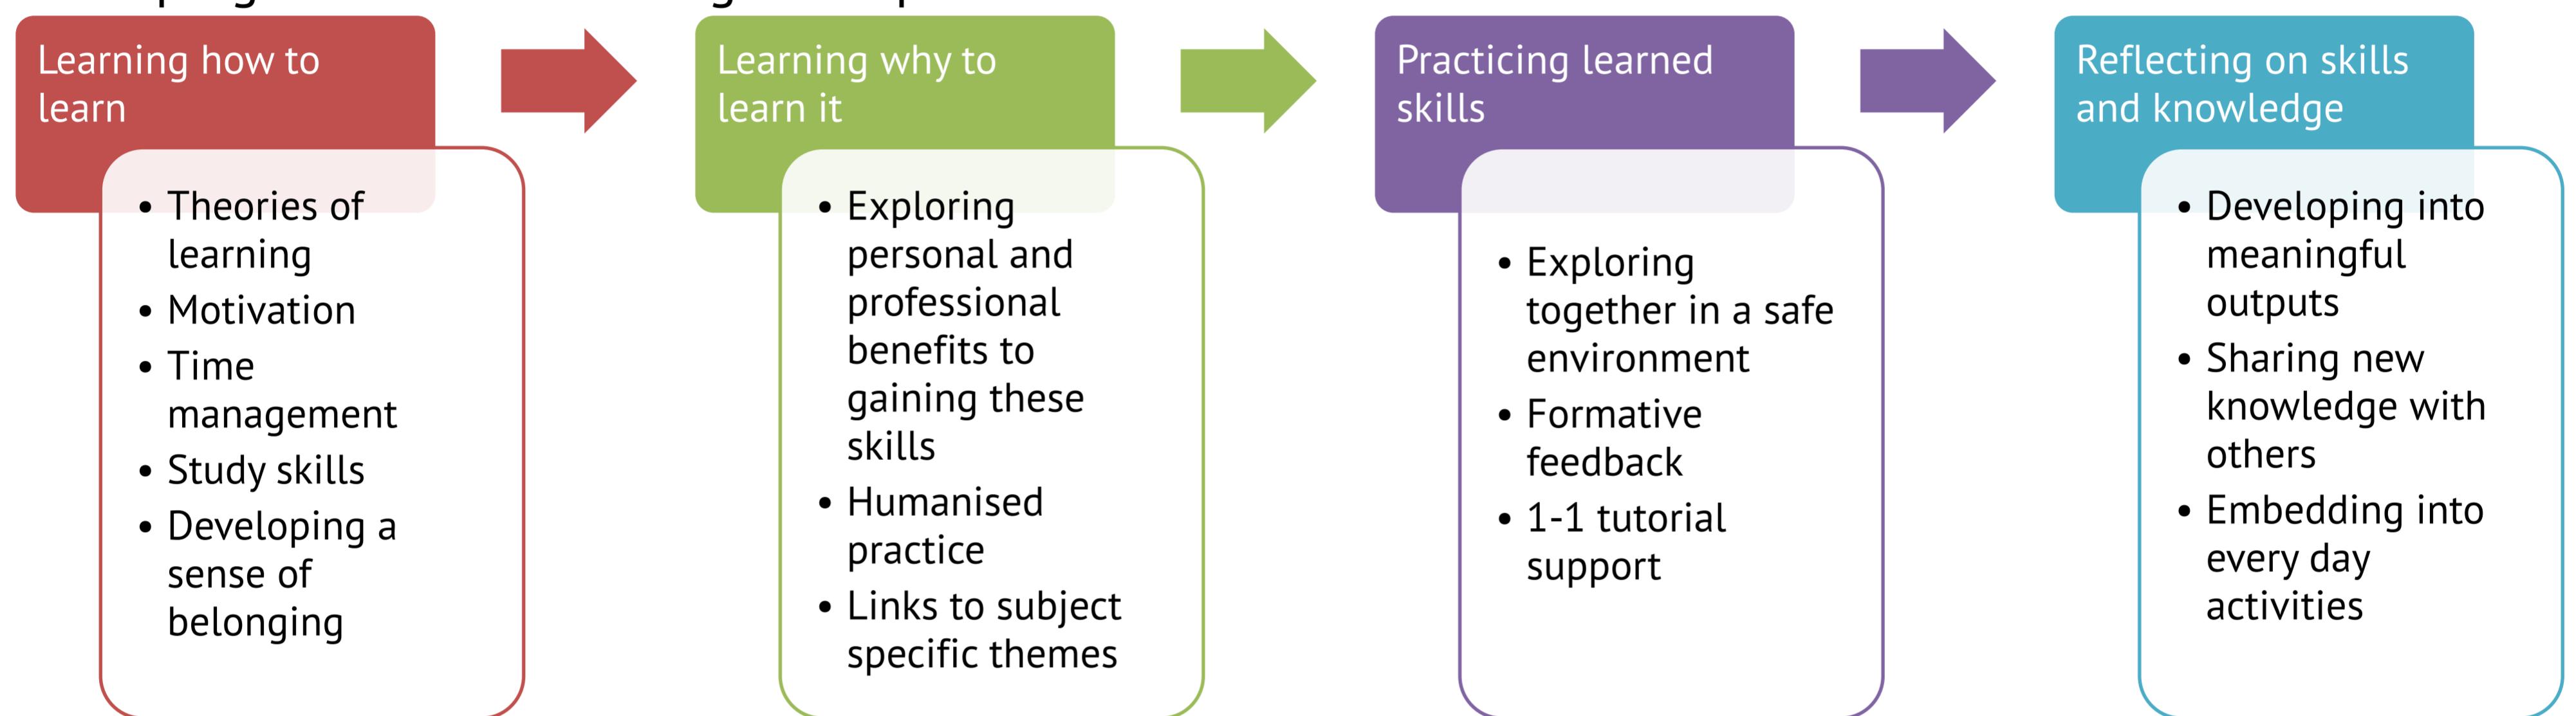 Learning how to
learn
• Theories of
learning
• Motivation
• Time
management
• Study skills
• Developing a
sense of
belonging
Learning why to
learn it
• Exploring
personal and
professional
benefits to
gaining these
skills
• Humanised
practice
• Links to subject
specific themes
Practicing learned
skills
• Exploring
together in a safe
environment
• Formative
feedback
• 1-1 tutorial
support
Reflecting on skills
and knowledge
• Developing into
meaningful
outputs
• Sharing new
knowledge with
others
• Embedding into
every day
activities